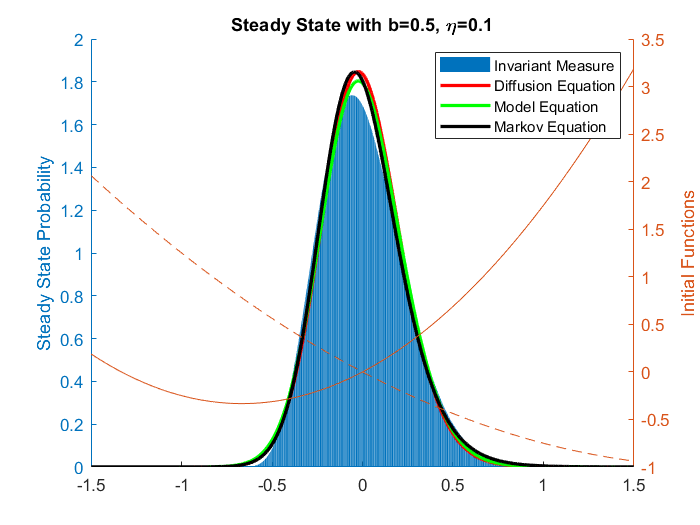 Steady State with b=0.5, η=0.1
Steady State Probability
2
1.8
1.6
1.4
1.2
1
0.8
0.6
0.4
0.2
0
Invariant Measure
Diffusion Equation
Model Equation
Markov Equation
3.5
3
2.5
2
1.5
1
0.5
0
-0.5
-1
Initial Functions
-1.5 -1 -0.5 0 0.5 1 1.5